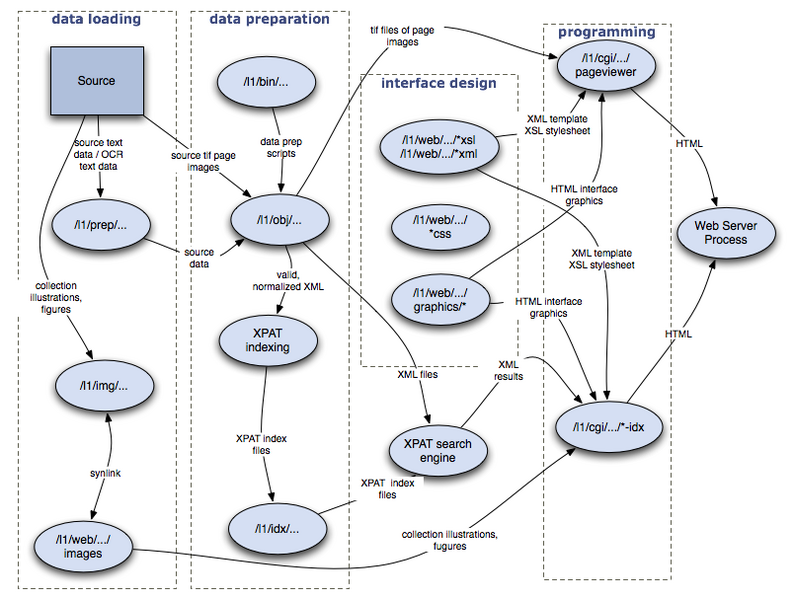 data loading
data preparation
programming
interface design
Source
/l1/bin/...
tif files of page
images
/l1/cgi/.../
pageviewer
source text
data / OCR
text data
source tif page
images
data prep
scripts
/l1/web/.../*xsl
/l1/web/.../*xml
XML template
XSL stylesheet
HTML
/l1/prep/...
/l1/obj/...
HTML interface
graphics
/l1/web/.../
*css
Web Server
Process
source
data
valid,
normalized XML
XML template
XSL stylesheet
collection
illustrations,
figures
/l1/web/.../
graphics/*
HTML interface
graphics
XPAT
indexing
HTML
/l1/img/...
XML files
XML
results
/l1/cgi/.../*-idx
XPAT index
files
XPAT search
engine
synlink
XPAT  index
files
/l1/idx/...
/l1/web/.../
images
collection illustrations,
fugures